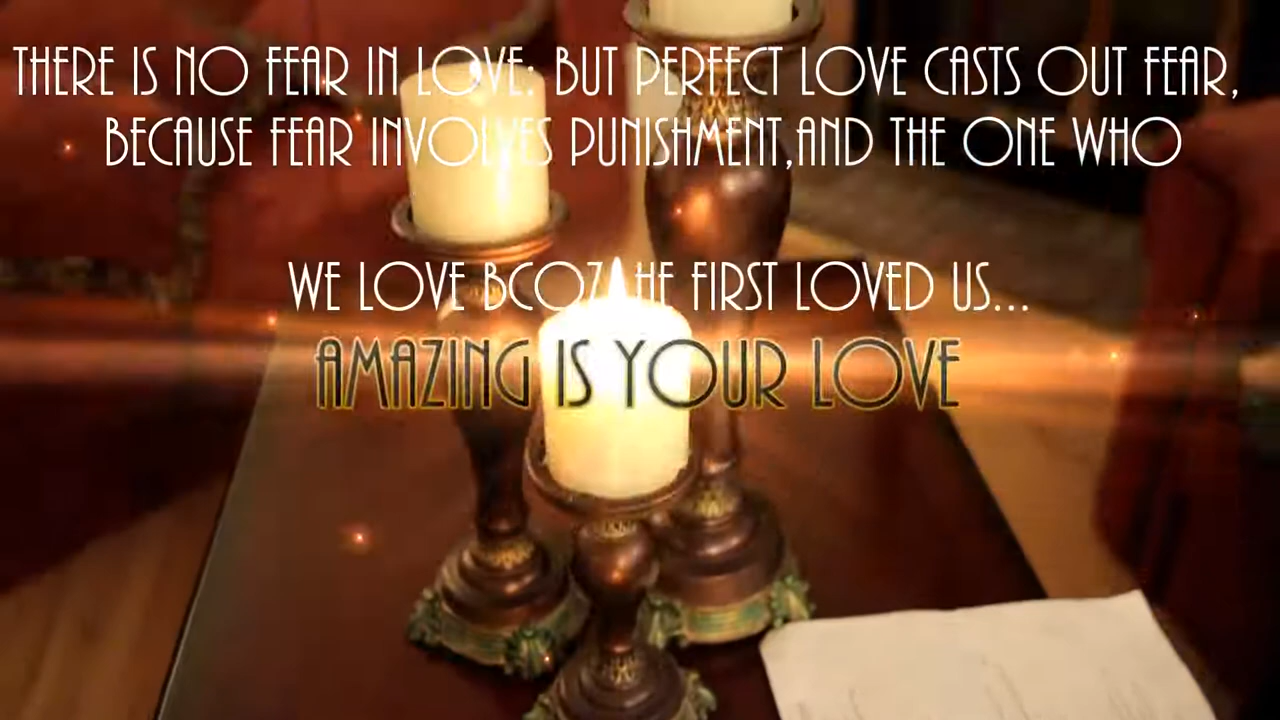 THERE IS NO FEAR IN LOVE; BUT PERFECT LOVE CASTS OUT FEAR,
BECAUSE FEAR INVOLVES PUNISHMENT,AND THE ONE WHO
WE LOVE BCOZ HE FIRST LOVED US...
AMAZING IS YOUR LOVE